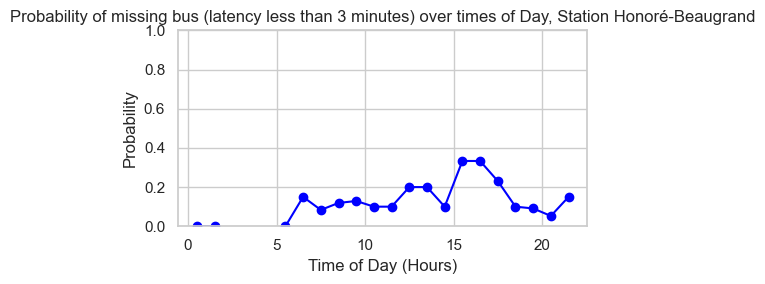 Probability of missing bus (latency less than 3 minutes) over times of Day, Station Honoré-Beaugrand
1.0
0.8
0.6
0.4
0.2
0.0
Probability
0 5 10 15 20
Time of Day (Hours)